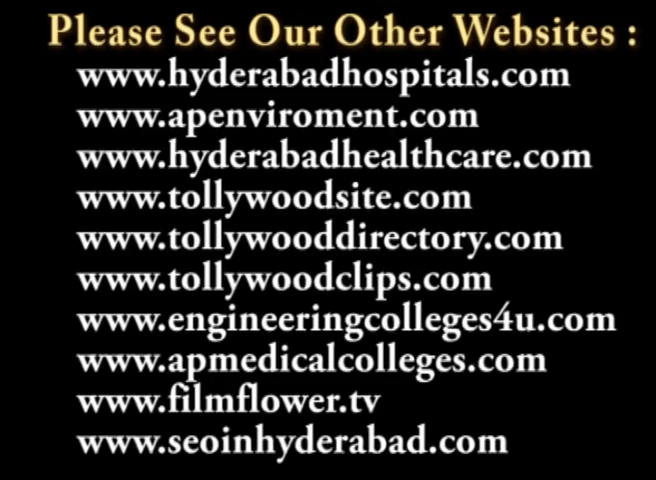 Please See Our Other Websites :
www.hyderabadhospitals.com
www.apenviroment.com
www.hyderabadhealthcare.com
www.tollywoodsite.com
www.tollywooddirectory.com
www.tollywoodclips.com
www.engineeringcolleges4u.com
www.apmedicalcolleges.com
www.filmflower.tv
www.seoinhyderabad.com